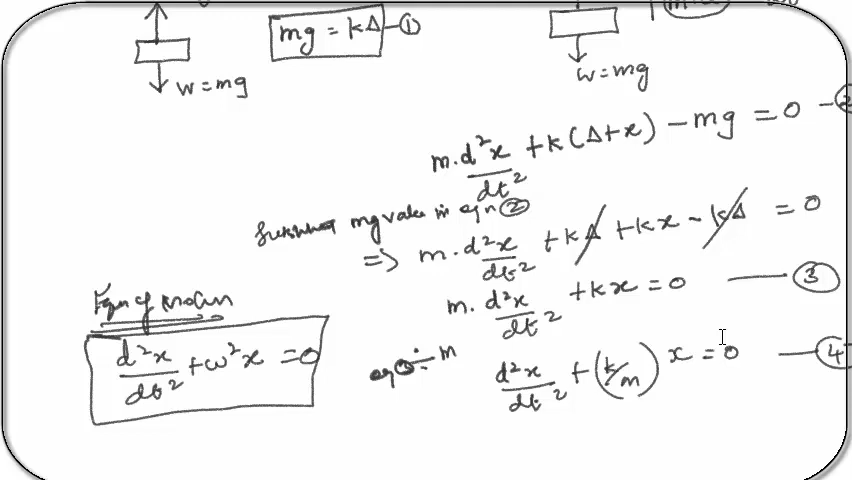 mg = kΔ — ①
W = mg
W = mg
m. d²x/dt² + k(Δ+x) - mg = 0 — ②
mg value in eqn ②
=> m. d²x/dt² + kΔ + kx - kΔ = 0
m. d²x/dt² + kx = 0 — ③
Eqn of motion
d²x/dt² + ω²x = 0
eqn ③ ÷ m
d²x/dt² + (k/m) x = 0 — ④